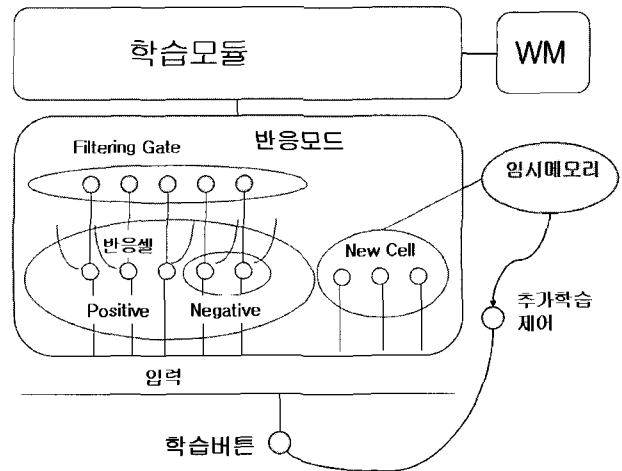 학습모듈
WM
반응모드
Filtering Gate
임시메모리
반응셀
New Cell
Positive
Negative
추가학습
제어
입력
학습버튼